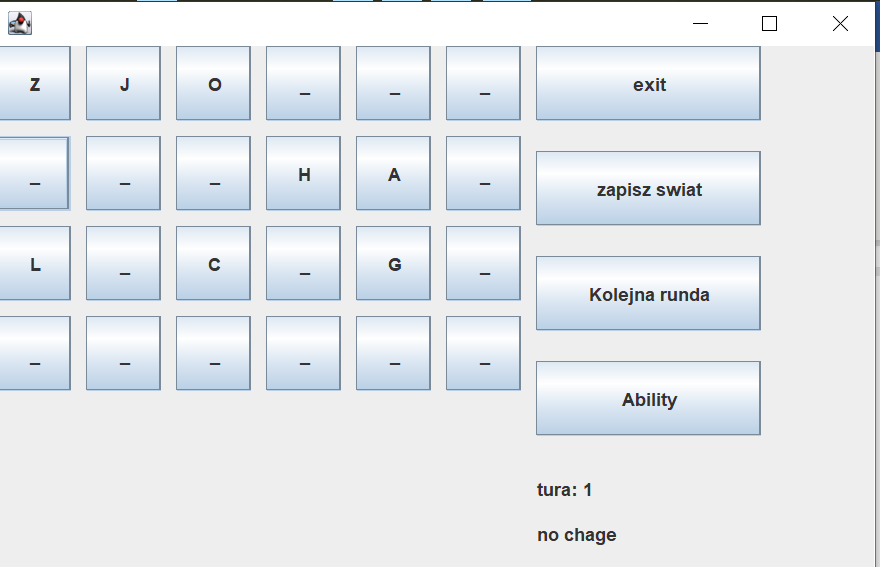 Z J O _ _ _ exit
_ _ _ H A _
zapisz swiat
L _ C _ G _
Kolejna runda
_ _ _ _ _ _
Ability
tura: 1
no chage